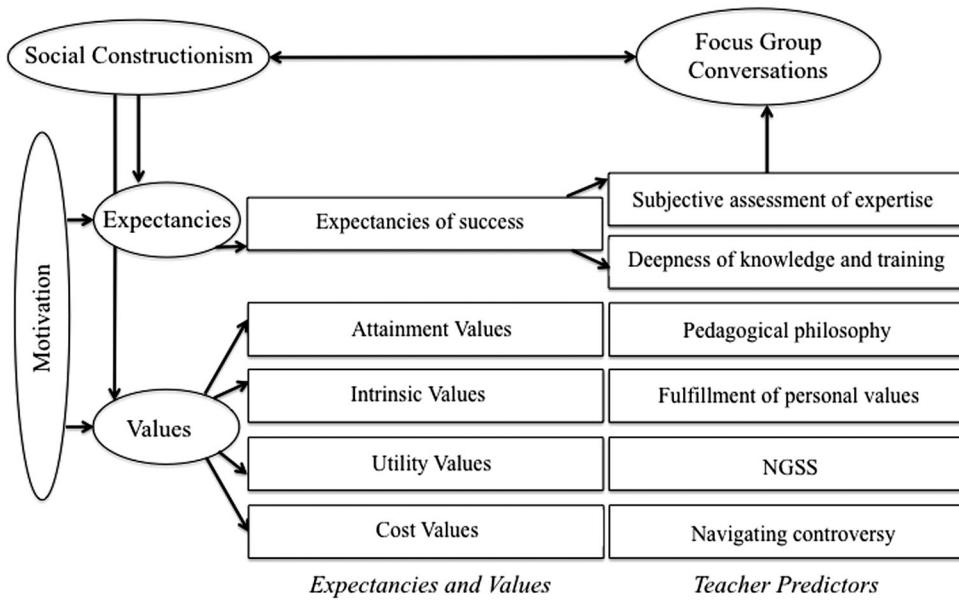 Social Constructionism
Focus Group
Conversations
Motivation
Expectancies
Expectancies of success
Subjective assessment of expertise
Deepness of knowledge and training
Values
Attainment Values
Pedagogical philosophy
Intrinsic Values
Fulfillment of personal values
Utility Values
NGSS
Cost Values
Navigating controversy
Expectancies and Values
Teacher Predictors